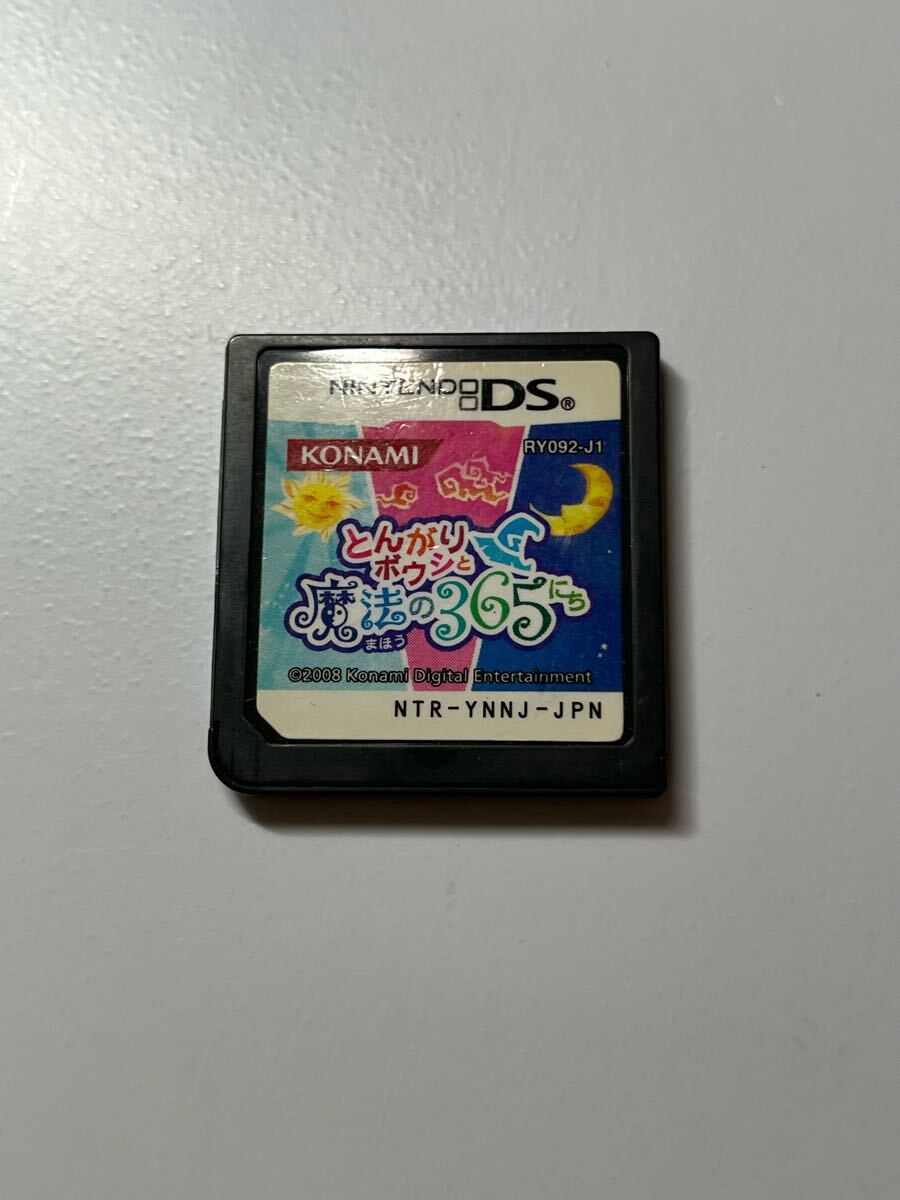 NINTENDO DS®
KONAMI
RY092-J1
とんがり
ボウシと
魔法の365にち
まほう
©2008 Konami Digital Entertainment
NTR-YNNJ-JPN